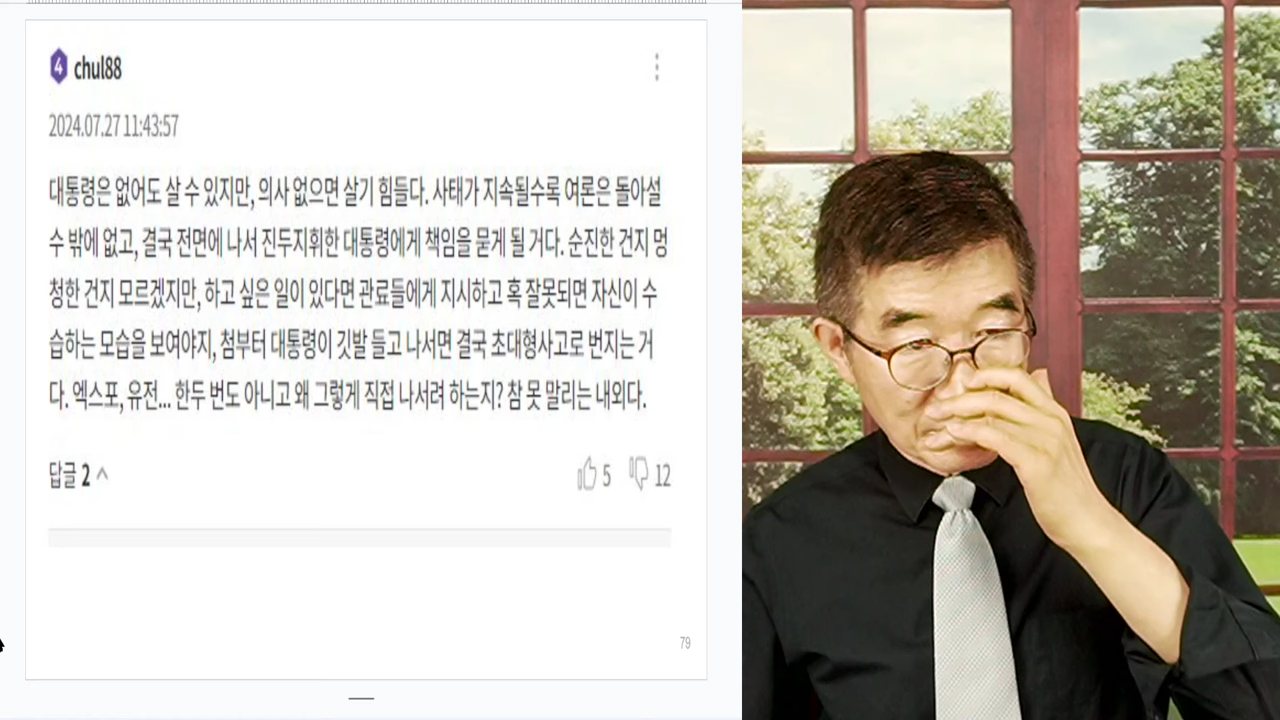 4 chul88
2024.07.27 11:43:57
대통령은 없어도 살 수 있지만, 의사 없으면 살기 힘들다. 사태가 지속될수록 여론은 돌아설
수 밖에 없고, 결국 전면에 나서 진두지휘한 대통령에게 책임을 묻게 될 거다. 순진한 건지 멍
청한 건지 모르겠지만, 하고 싶은 일이 있다면 관료들에게 지시하고 혹 잘못되면 자신이 수
습하는 모습을 보여야지, 첨부터 대통령이 깃발 들고 나서면 결국 초대형사고로 번지는 거
다. 엑스포, 유전... 한두 번도 아니고 왜 그렇게 직접 나서려 하는지? 참 못 말리는 내외다.
답글 2 ^
5 12
79